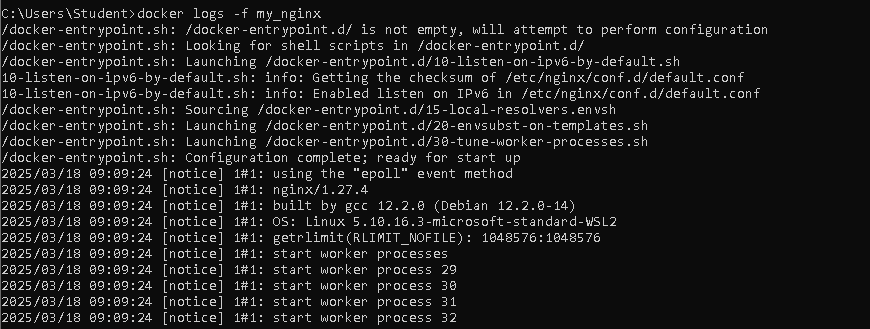 C:\Users\Student>docker logs -f my_nginx
/docker-entrypoint.sh: /docker-entrypoint.d/ is not empty, will attempt to perform configuration
/docker-entrypoint.sh: Looking for shell scripts in /docker-entrypoint.d/
/docker-entrypoint.sh: Launching /docker-entrypoint.d/10-listen-on-ipv6-by-default.sh
10-listen-on-ipv6-by-default.sh: info: Getting the checksum of /etc/nginx/conf.d/default.conf
10-listen-on-ipv6-by-default.sh: info: Enabled listen on IPv6 in /etc/nginx/conf.d/default.conf
/docker-entrypoint.sh: Sourcing /docker-entrypoint.d/15-local-resolvers.envsh
/docker-entrypoint.sh: Launching /docker-entrypoint.d/20-envsubst-on-templates.sh
/docker-entrypoint.sh: Launching /docker-entrypoint.d/30-tune-worker-processes.sh
/docker-entrypoint.sh: Configuration complete; ready for start up
2025/03/18 09:09:24 [notice] 1#1: using the "epoll" event method
2025/03/18 09:09:24 [notice] 1#1: nginx/1.27.4
2025/03/18 09:09:24 [notice] 1#1: built by gcc 12.2.0 (Debian 12.2.0-14)
2025/03/18 09:09:24 [notice] 1#1: OS: Linux 5.10.16.3-microsoft-standard-WSL2
2025/03/18 09:09:24 [notice] 1#1: getrlimit(RLIMIT_NOFILE): 1048576:1048576
2025/03/18 09:09:24 [notice] 1#1: start worker processes
2025/03/18 09:09:24 [notice] 1#1: start worker process 29
2025/03/18 09:09:24 [notice] 1#1: start worker process 30
2025/03/18 09:09:24 [notice] 1#1: start worker process 31
2025/03/18 09:09:24 [notice] 1#1: start worker process 32